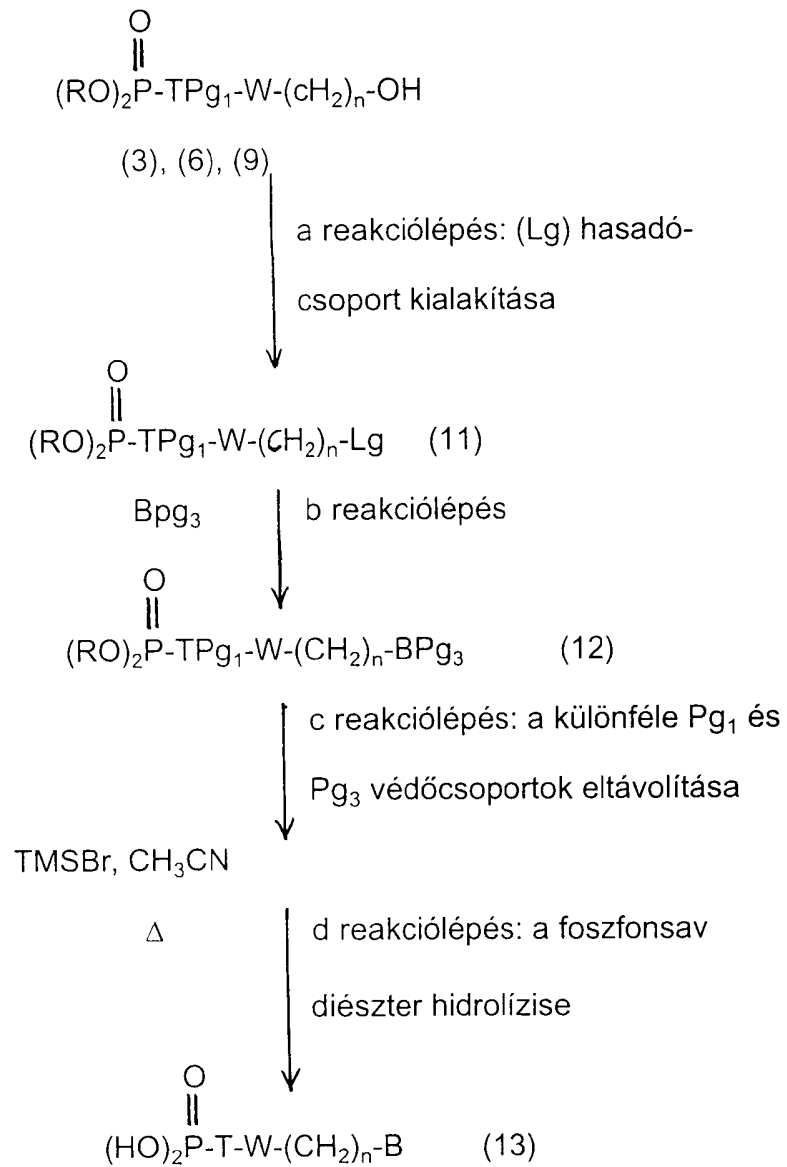 O
||
(RO)₂P-TPg₁-W-(cH₂)ₙ-OH
(3), (6), (9)
a reakciólépés: (Lg) hasadó-
csoport kialakítása
O
||
(RO)₂P-TPg₁-W-(CH₂)ₙ-Lg (11)
Bpg₃ b reakciólépés
O
||
(RO)₂P-TPg₁-W-(CH₂)ₙ-BPg₃ (12)
c reakciólépés: a különféle Pg₁ és
Pg₃ védőcsoportok eltávolítása
TMSBr, CH₃CN
Δ d reakciólépés: a foszfonsav
diészter hidrolízise
O
||
(HO)₂P-T-W-(CH₂)ₙ-B (13)